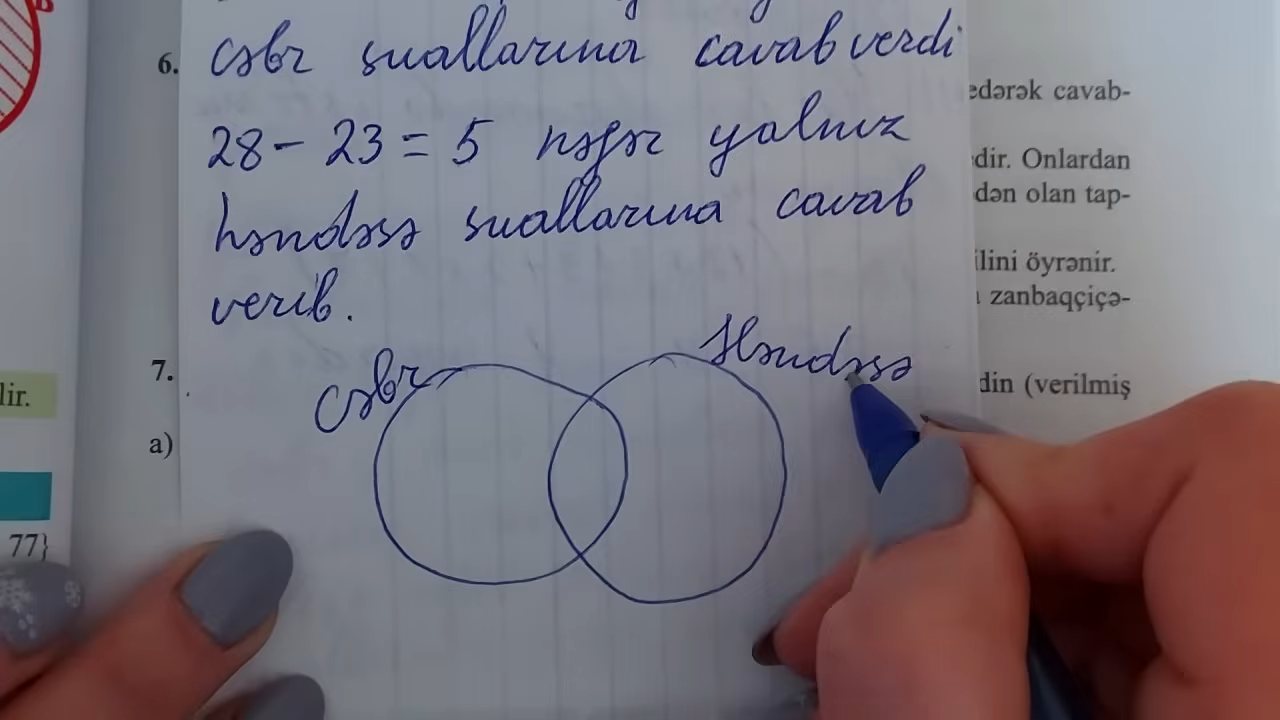 B
cəbr suallarına cavab verdi
6.
28 - 23 = 5 nəfər yalnız
həndəsə suallarına cavab
verib.
Həndəsə
Cəbr
7.
a)
edərək cavab-
dir. Onlardan
dən olan tap-
ilini öyrənir.
zanbaqçiçə-
din (verilmiş
lir.
77}